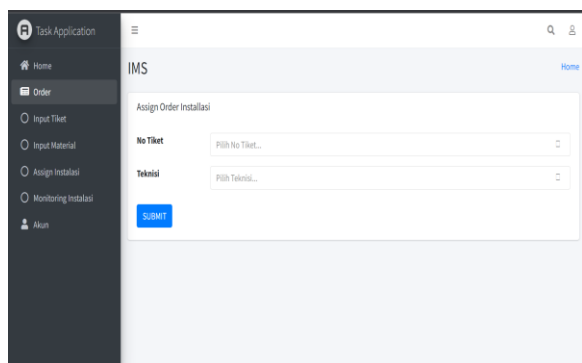 Task Application
Home
Order
Input Tiket
Input Material
Assign Instalasi
Monitoring Instalasi
Akun
IMS
Home
Assign Order Installasi
No Tiket
Pilih No Tiket...
Teknisi
Pilih Teknisi...
SUBMIT